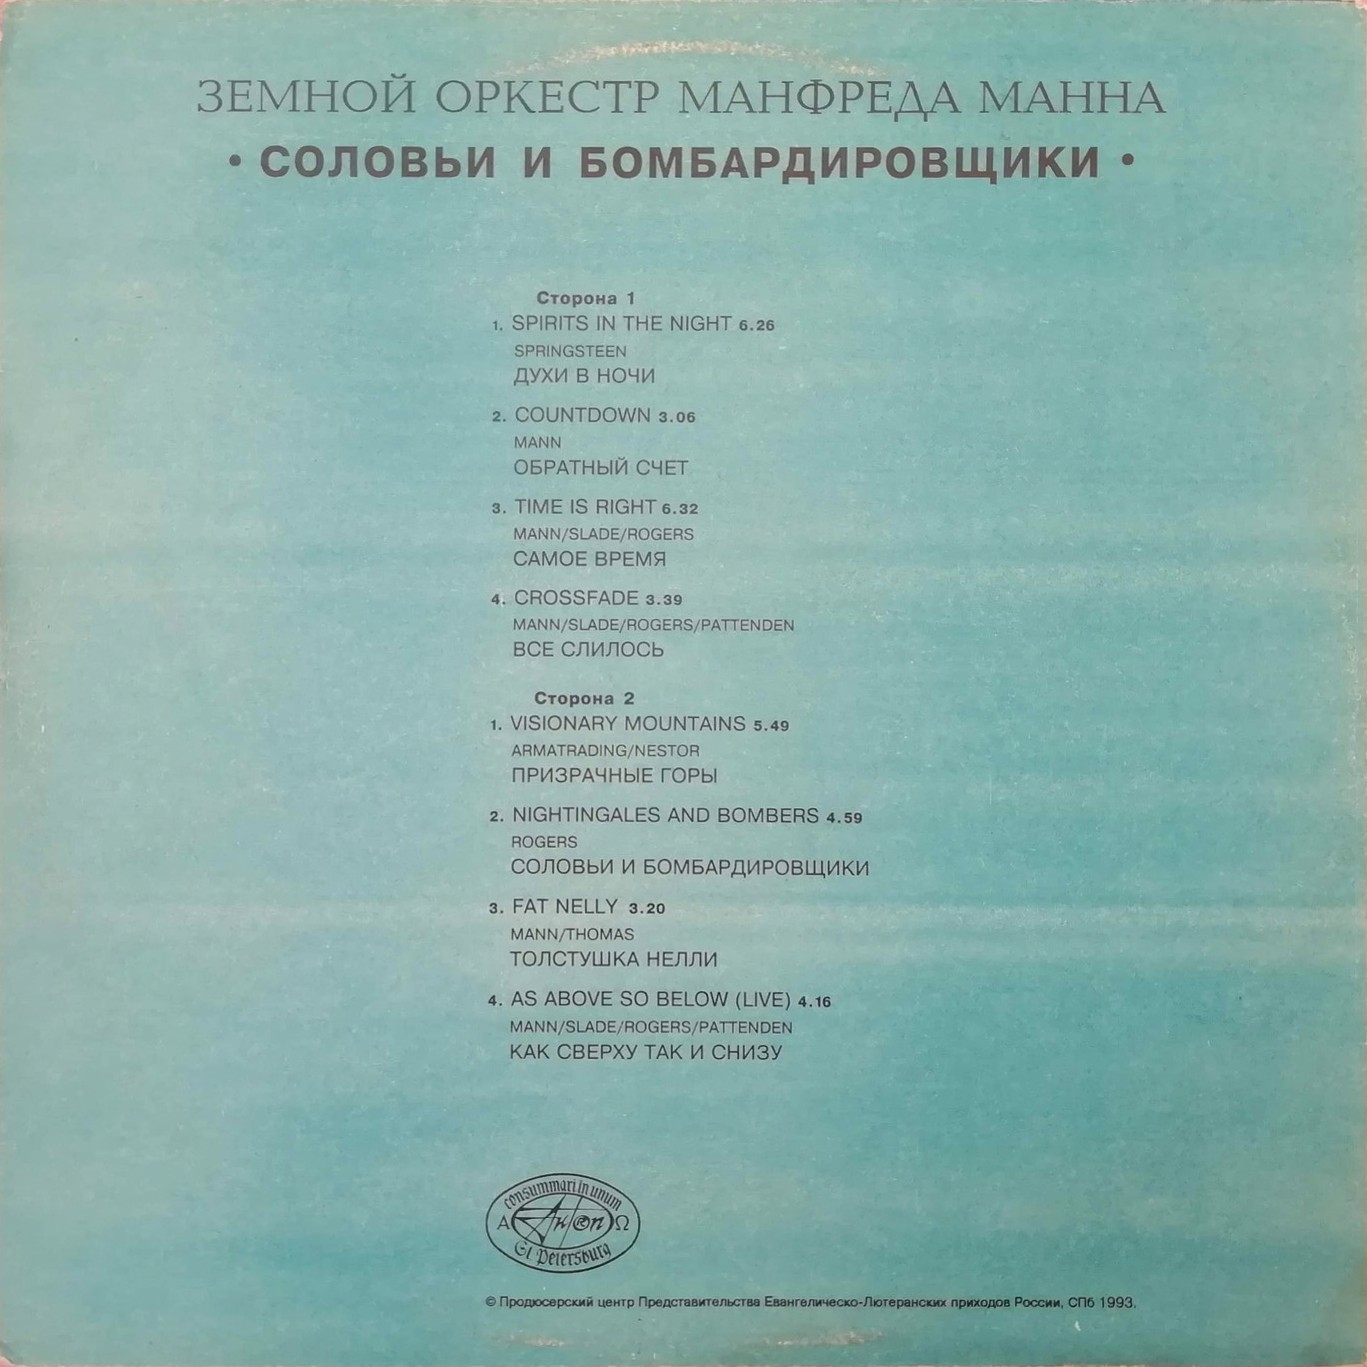 ЗЕМНОЙ ОРКЕСТР МАНФРЕДА МАННА
• СОЛОВЬИ И БОМБАРДИРОВЩИКИ •
Сторона 1
1. SPIRITS IN THE NIGHT 6.26
SPRINGSTEEN
ДУХИ В НОЧИ
2. COUNTDOWN 3.06
MANN
ОБРАТНЫЙ СЧЕТ
3. TIME IS RIGHT 6.32
MANN/SLADE/ROGERS
САМОЕ ВРЕМЯ
4. CROSSFADE 3.39
MANN/SLADE/ROGERS/PATTENDEN
ВСЕ СЛИЛОСЬ
Сторона 2
1. VISIONARY MOUNTAINS 5.49
ARMATRADING/NESTOR
ПРИЗРАЧНЫЕ ГОРЫ
2. NIGHTINGALES AND BOMBERS 4.59
ROGERS
СОЛОВЬИ И БОМБАРДИРОВЩИКИ
3. FAT NELLY 3.20
MANN/THOMAS
ТОЛСТУШКА НЕЛЛИ
4. AS ABOVE SO BELOW (LIVE) 4.16
MANN/SLADE/ROGERS/PATTENDEN
КАК СВЕРХУ ТАК И СНИЗУ
consummari in unum
Α Ω
St Petersburg
© Продюсерский центр Представительства Евангелическо-Лютеранских приходов России, СПб 1993.